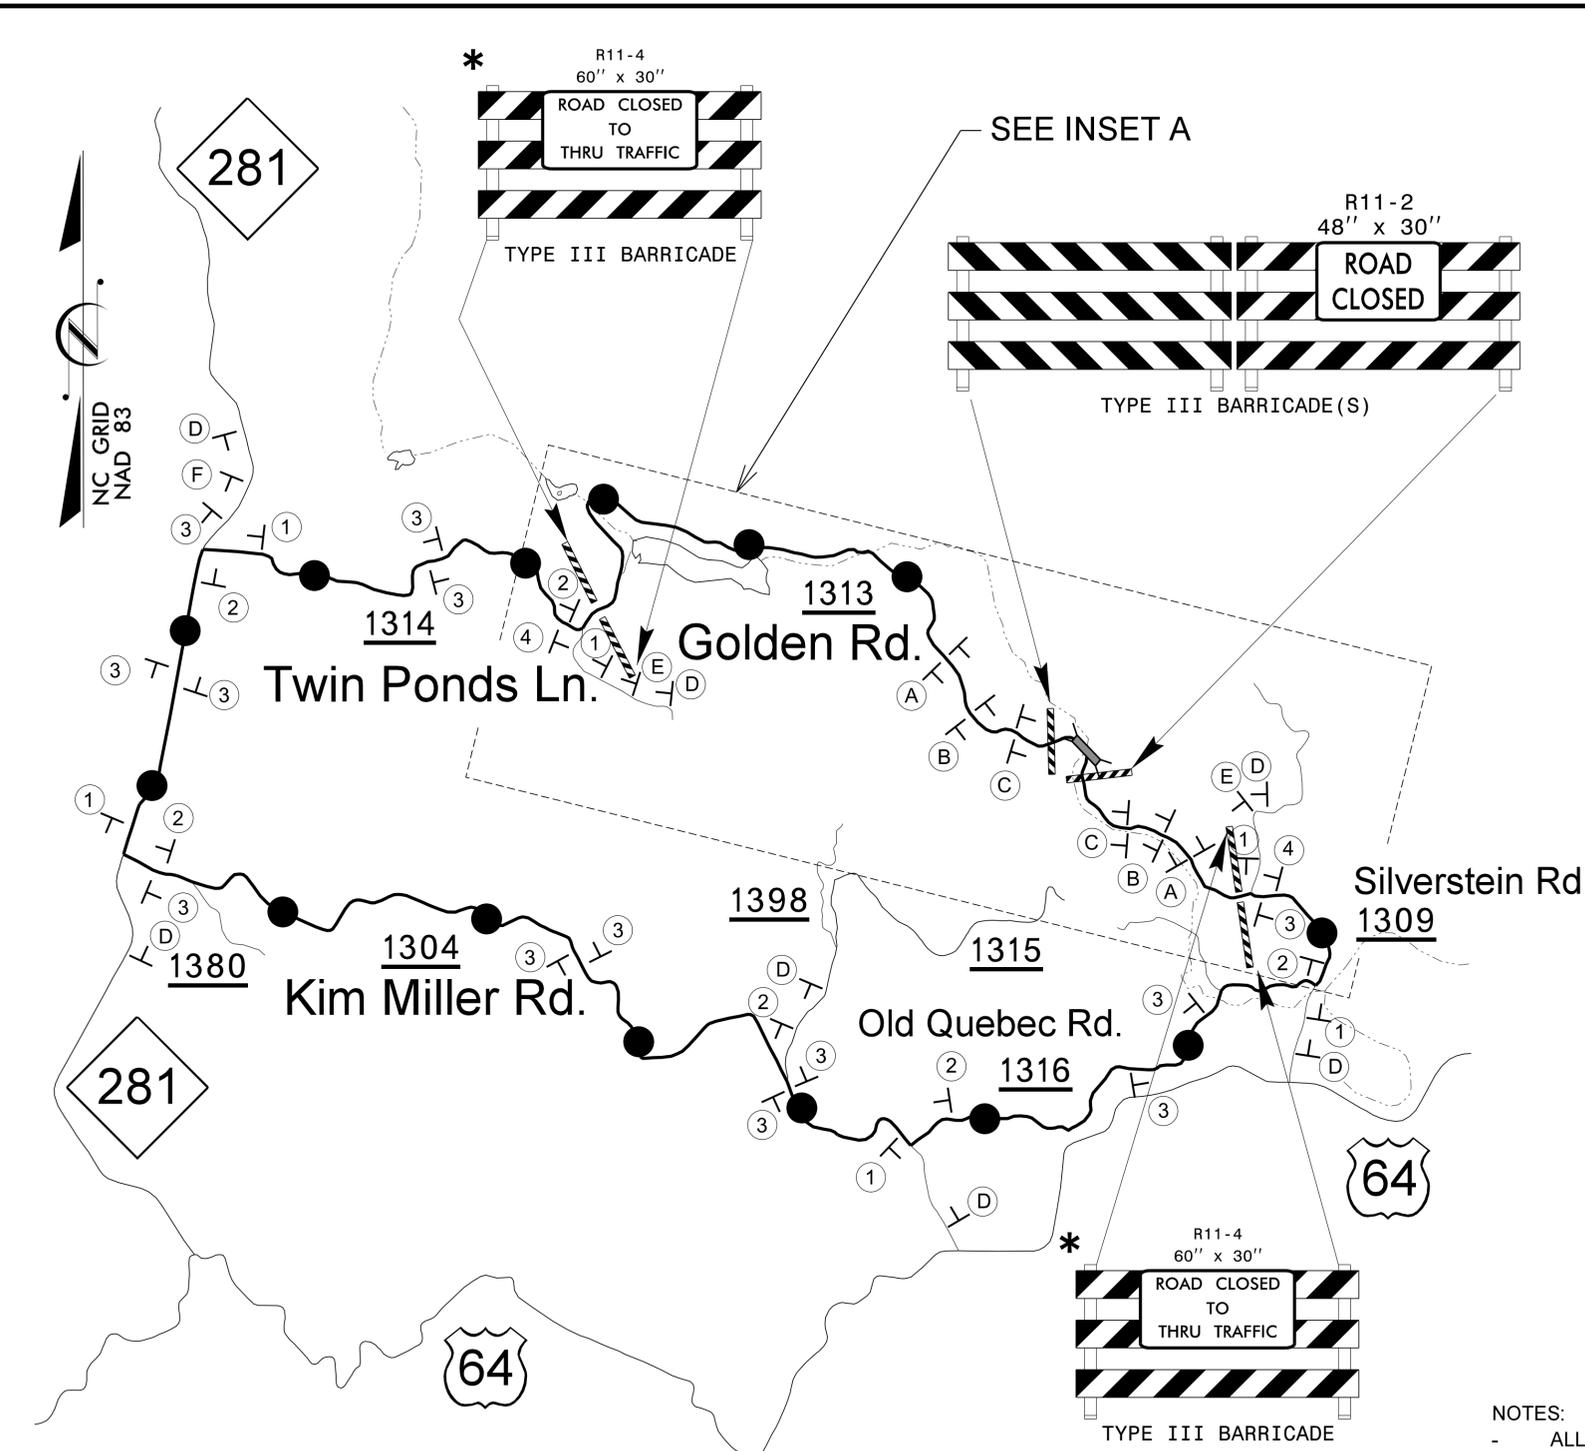 *
R11-4
60" x 30"
ROAD CLOSED
TO
THRU TRAFFIC
TYPE III BARRICADE
281
SEE INSET A
R11-2
48" x 30"
ROAD
CLOSED
TYPE III BARRICADE(S)
NC GRID
NAD 83
D
F
3
1
3
2
3
2
4
1
E
D
1314
Twin Ponds Ln.
1313
Golden Rd.
A
B
C
3
3
1
2
3
D
1380
1304
Kim Miller Rd.
3
3
C
B
A
E
D
1
4
Silverstein Rd
1309
3
2
1398
1315
D
2
Old Quebec Rd.
1316
3
1
D
281
3
3
2
3
1
D
64
64
*
R11-4
60" x 30"
ROAD CLOSED
TO
THRU TRAFFIC
TYPE III BARRICADE
NOTES:
- ALL